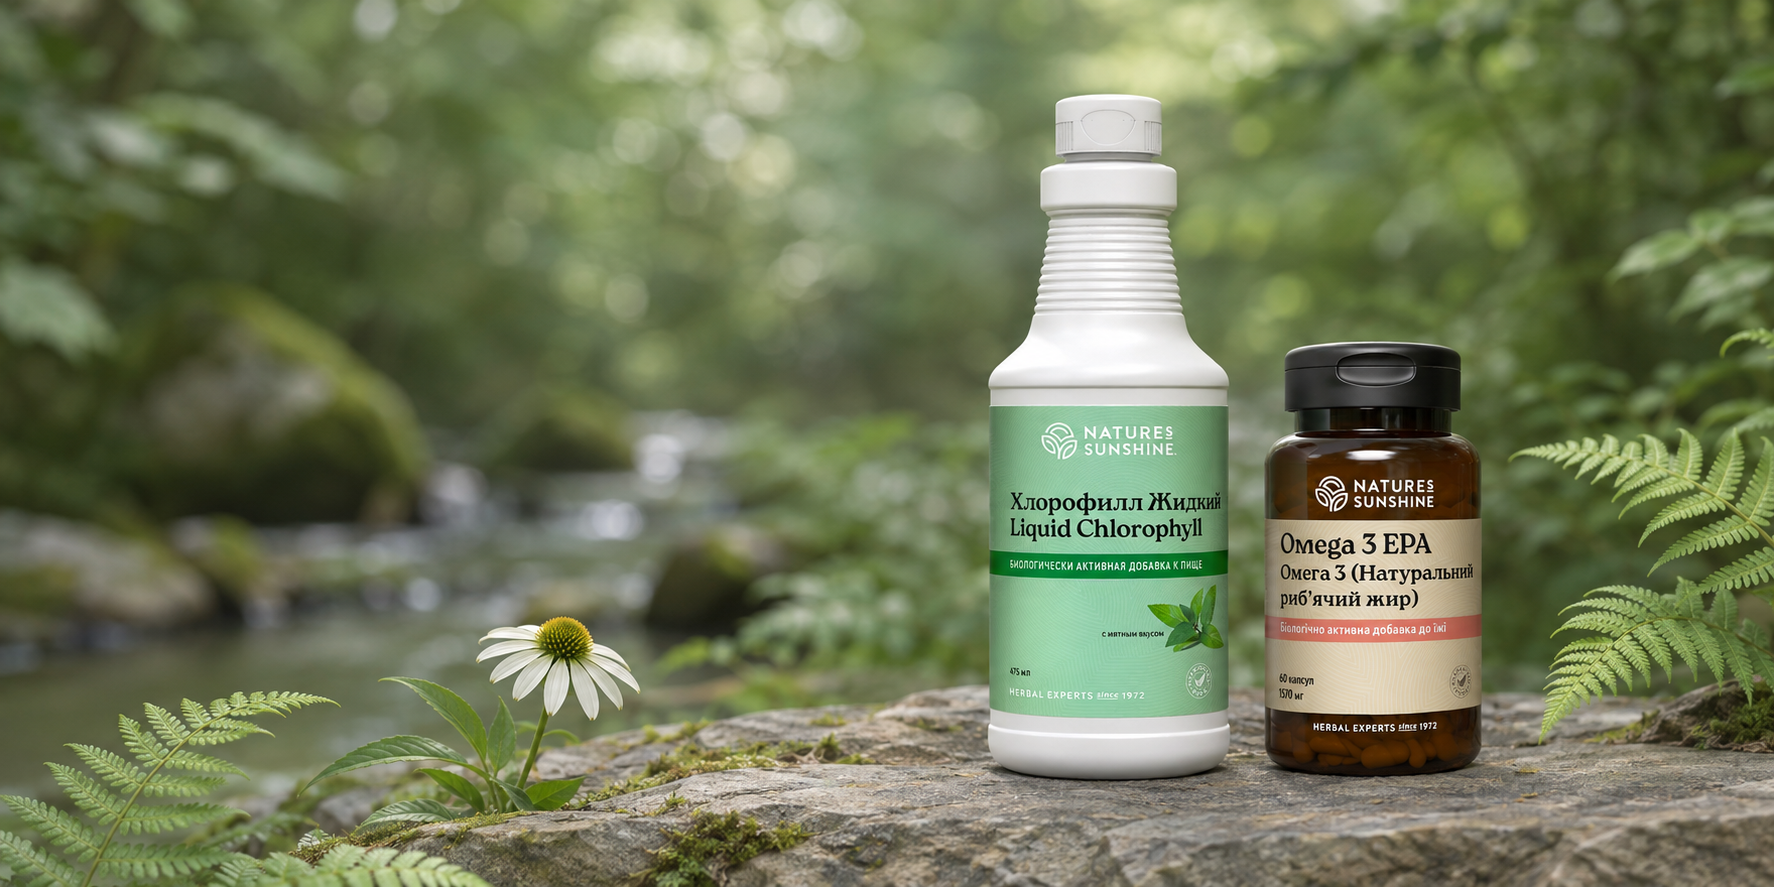 NATURES
SUNSHINE
Хлорофилл Жидкий
Liquid Chlorophyll
БИОЛОГИЧЕСКИ АКТИВНАЯ ДОБАВКА К ПИЩЕ
с мятным вкусом
475 мл
HERBAL EXPERTS since 1972
NATURES
SUNSHINE
Omega 3 EPA
Омега 3 (Натуральний
риб'ячий жир)
Біологічно активна добавка до їжі
60 капсул
1570 мг
HERBAL EXPERTS since 1972